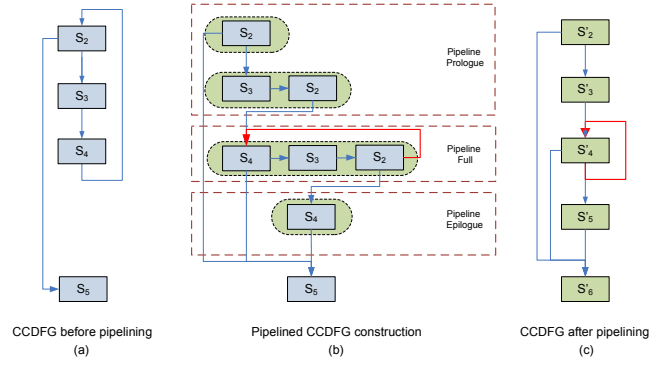 S2
S3
S4
S5
CCDFG before pipelining
(a)
S2
S3
S2
Pipeline
Prologue
S4
S3
S2
Pipeline
Full
S4
Pipeline
Epilogue
S5
Pipelined CCDFG construction
(b)
S'2
S'3
S'4
S'5
S'6
CCDFG after pipelining
(c)